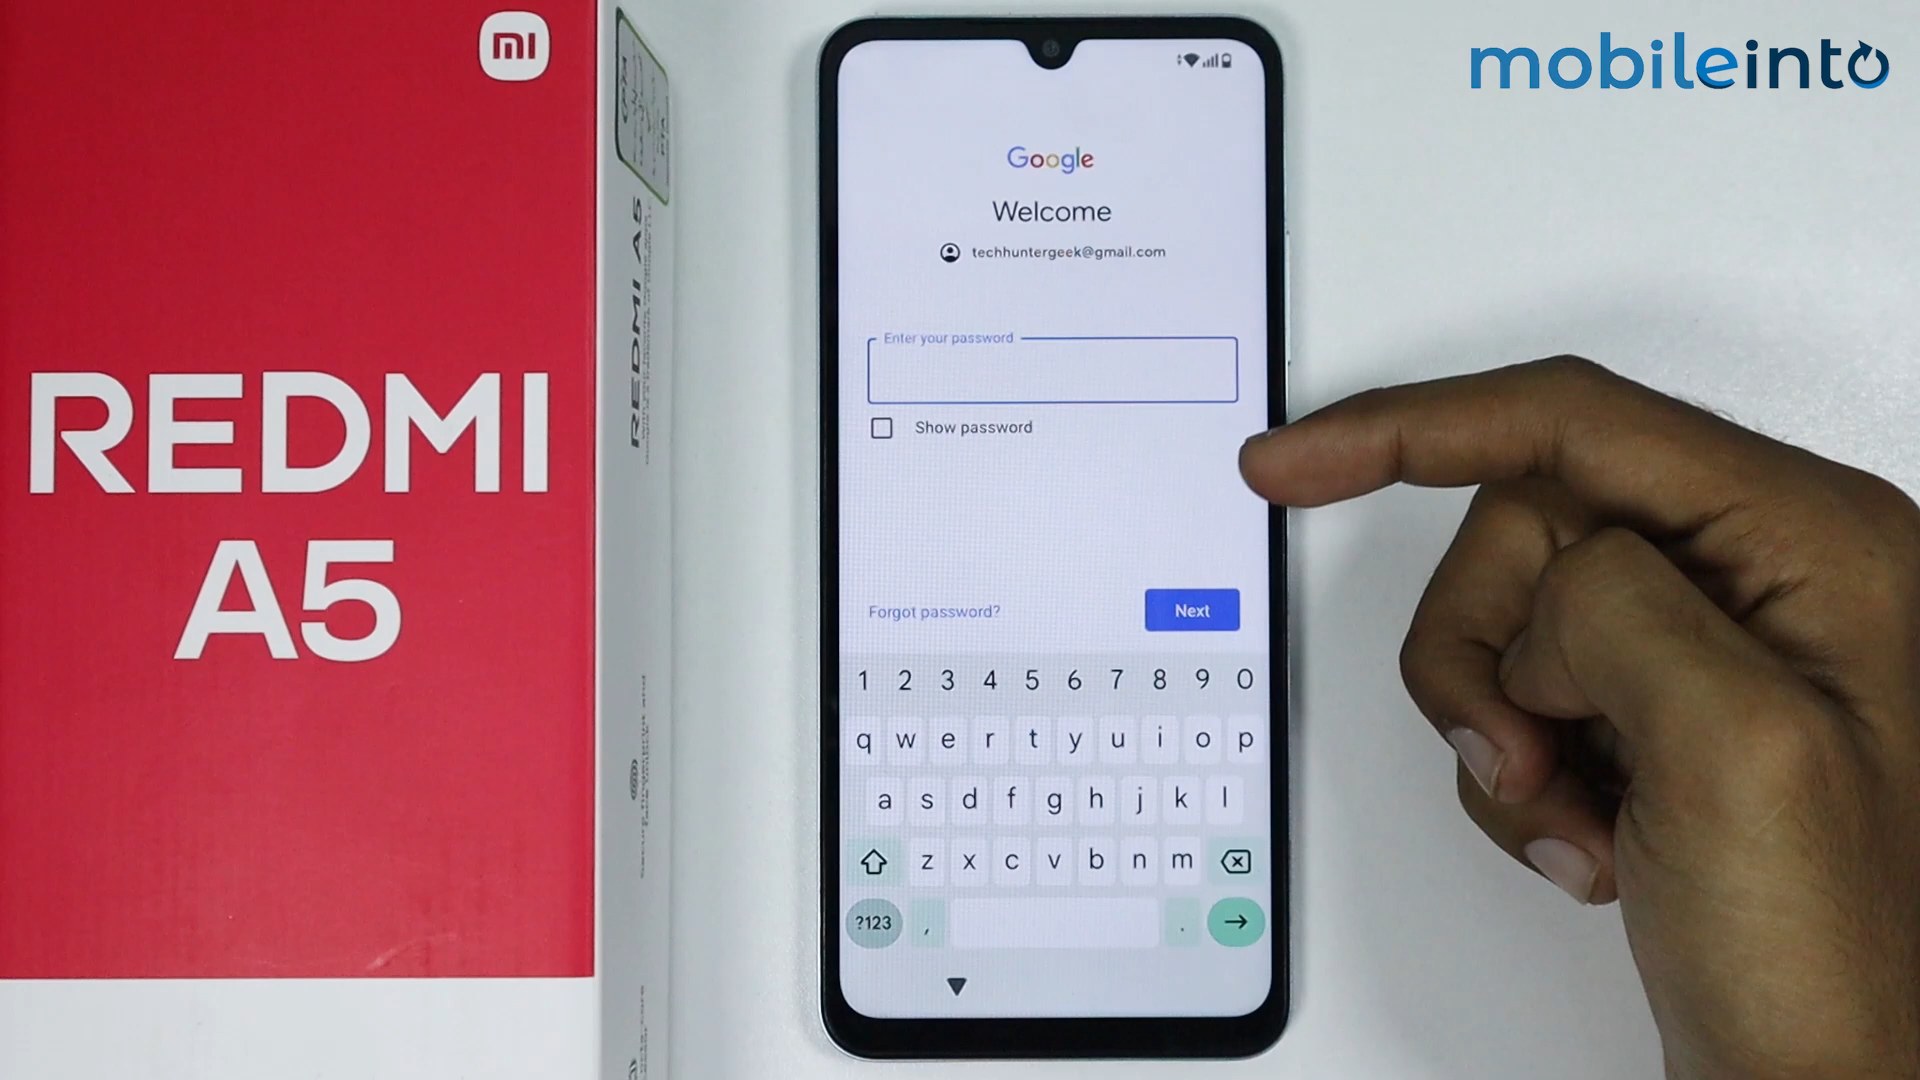 mi
REDMI
A5
PTA
REDMI A5
mobileinto
Google
Welcome
techhuntergeek@gmail.com
Enter your password
Show password
Forgot password?
Next
1 2 3 4 5 6 7 8 9 0
q w e r t y u i o p
a s d f g h j k l
z x c v b n m
?123 , .